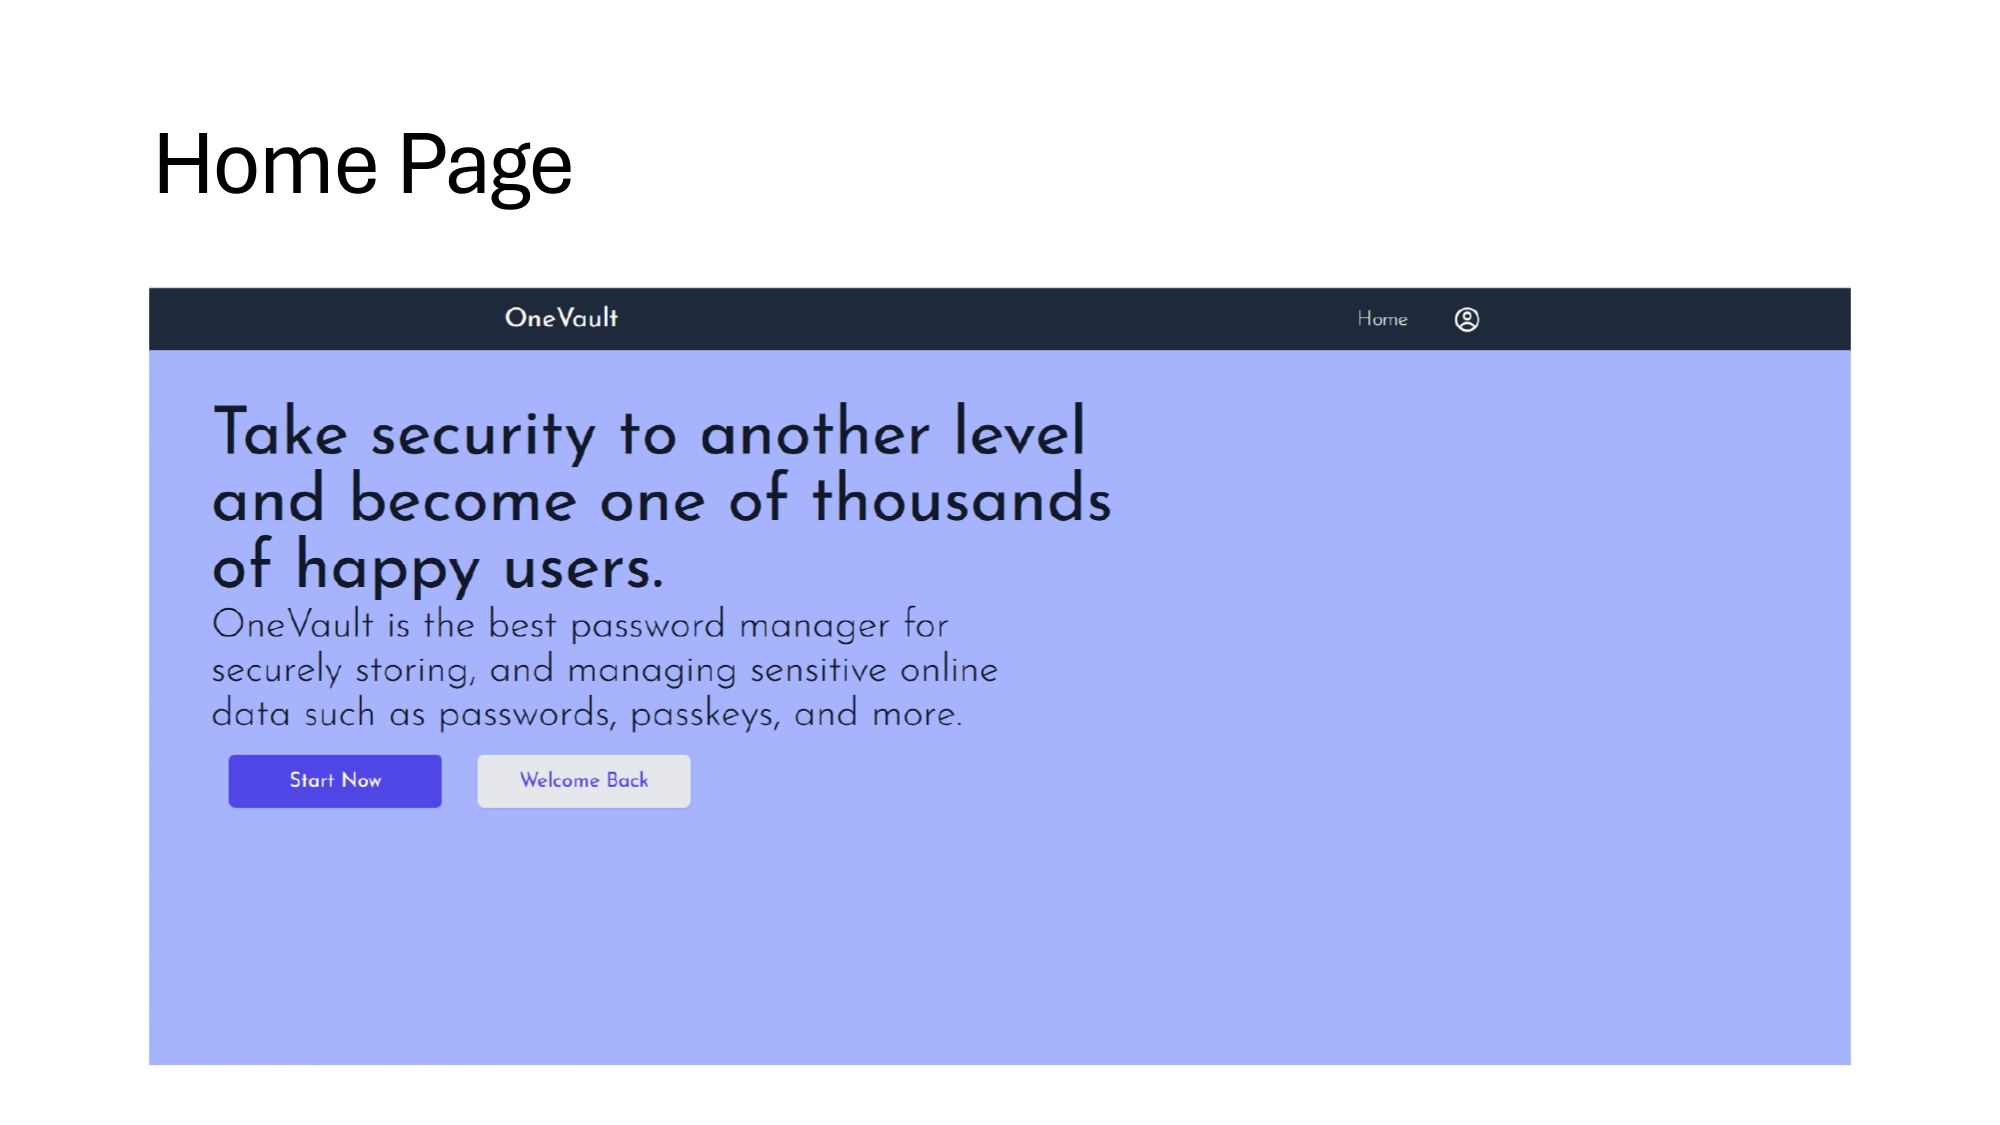 Home Page
OneVault
Home
Take security to another level
and become one of thousands
of happy users.
OneVault is the best password manager for
securely storing, and managing sensitive online
data such as passwords, passkeys, and more.
Start Now
Welcome Back